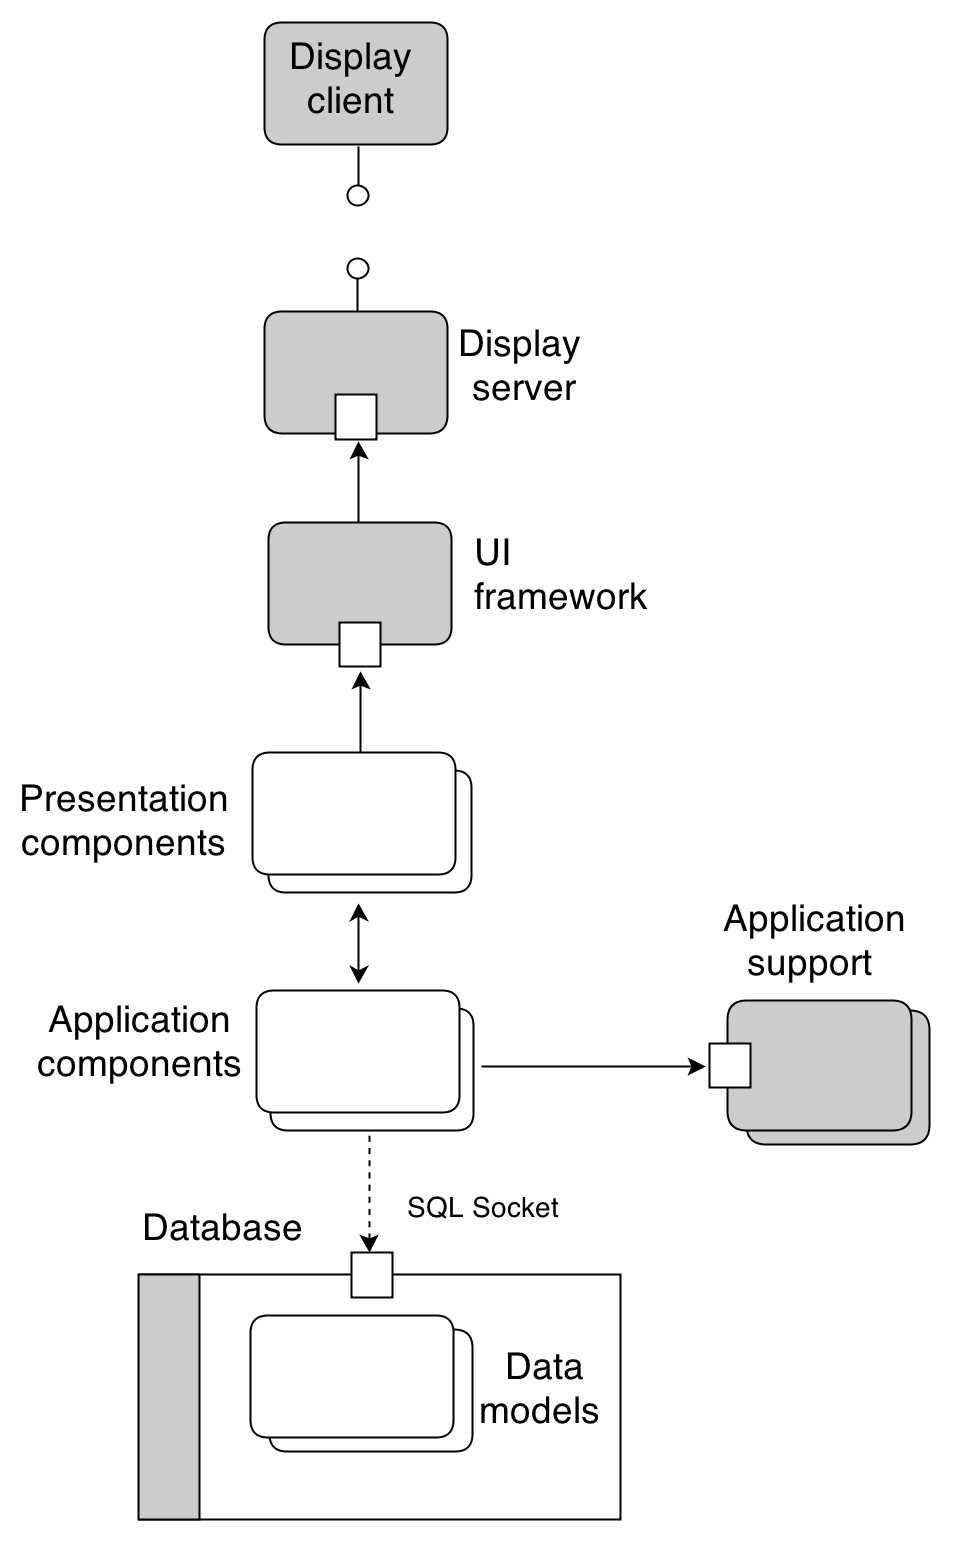 Display
client
Display
server
UI
framework
Presentation
components
Application
support
Application
components
SQL Socket
Database
Data
models